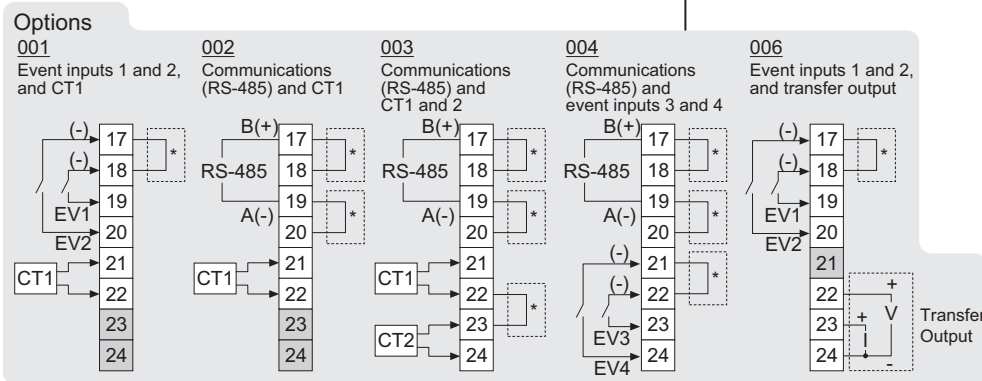 Options
001
Event inputs 1 and 2,
and CT1
(-)
17
*
(-)
18
19
EV1
20
EV2
21
CT1
22
23
24
002
Communications
(RS-485) and CT1
B(+)
17
*
18
RS-485
19
A(-)
*
20
21
CT1
22
23
24
003
Communications
(RS-485) and
CT1 and 2
B(+)
17
*
18
RS-485
19
A(-)
*
20
21
CT1
22
*
23
CT2
24
004
Communications
(RS-485) and
event inputs 3 and 4
B(+)
17
*
18
RS-485
19
A(-)
*
20
(-)
21
*
(-)
22
23
EV3
24
EV4
006
Event inputs 1 and 2,
and transfer output
(-)
17
*
(-)
18
19
EV1
20
EV2
21
22
+
23
+
V
I
24
-
Transfer
Output